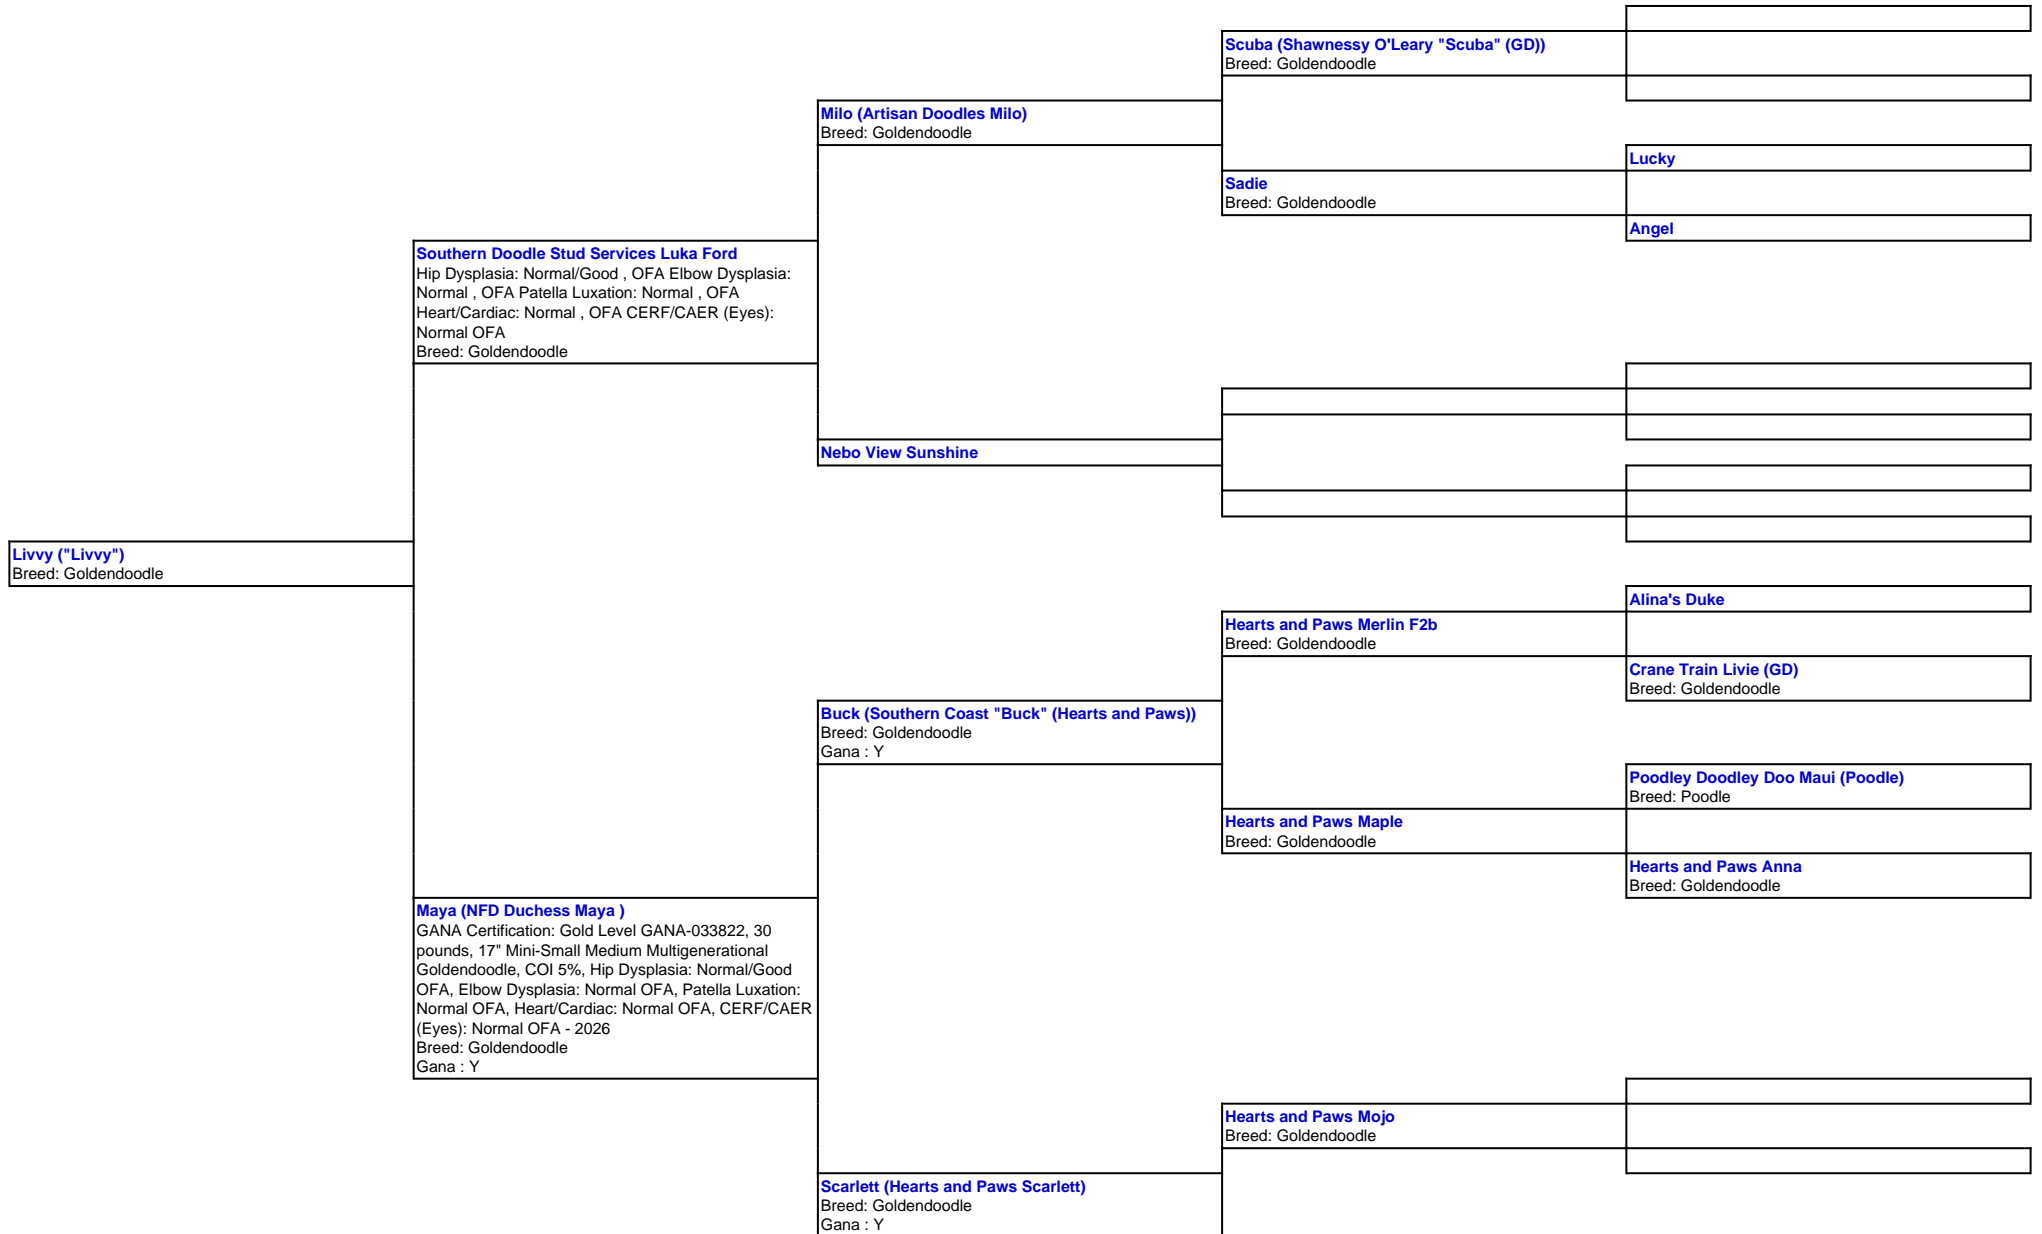 Scuba (Shawnessy O'Leary "Scuba" (GD))
Breed: Goldendoodle
Milo (Artisan Doodles Milo)
Breed: Goldendoodle
Lucky
Sadie
Breed: Goldendoodle
Angel
Southern Doodle Stud Services Luka Ford
Hip Dysplasia: Normal/Good , OFA Elbow Dysplasia:
Normal , OFA Patella Luxation: Normal , OFA
Heart/Cardiac: Normal , OFA CERF/CAER (Eyes):
Normal OFA
Breed: Goldendoodle
Nebo View Sunshine
Livvy ("Livvy")
Breed: Goldendoodle
Alina's Duke
Hearts and Paws Merlin F2b
Breed: Goldendoodle
Crane Train Livie (GD)
Breed: Goldendoodle
Buck (Southern Coast "Buck" (Hearts and Paws))
Breed: Goldendoodle
Gana : Y
Poodley Doodley Doo Maui (Poodle)
Breed: Poodle
Hearts and Paws Maple
Breed: Goldendoodle
Hearts and Paws Anna
Breed: Goldendoodle
Maya (NFD Duchess Maya )
GANA Certification: Gold Level GANA-033822, 30
pounds, 17" Mini-Small Medium Multigenerational
Goldendoodle, COI 5%, Hip Dysplasia: Normal/Good
OFA, Elbow Dysplasia: Normal OFA, Patella Luxation:
Normal OFA, Heart/Cardiac: Normal OFA, CERF/CAER
(Eyes): Normal OFA - 2026
Breed: Goldendoodle
Gana : Y
Hearts and Paws Mojo
Breed: Goldendoodle
Scarlett (Hearts and Paws Scarlett)
Breed: Goldendoodle
Gana : Y